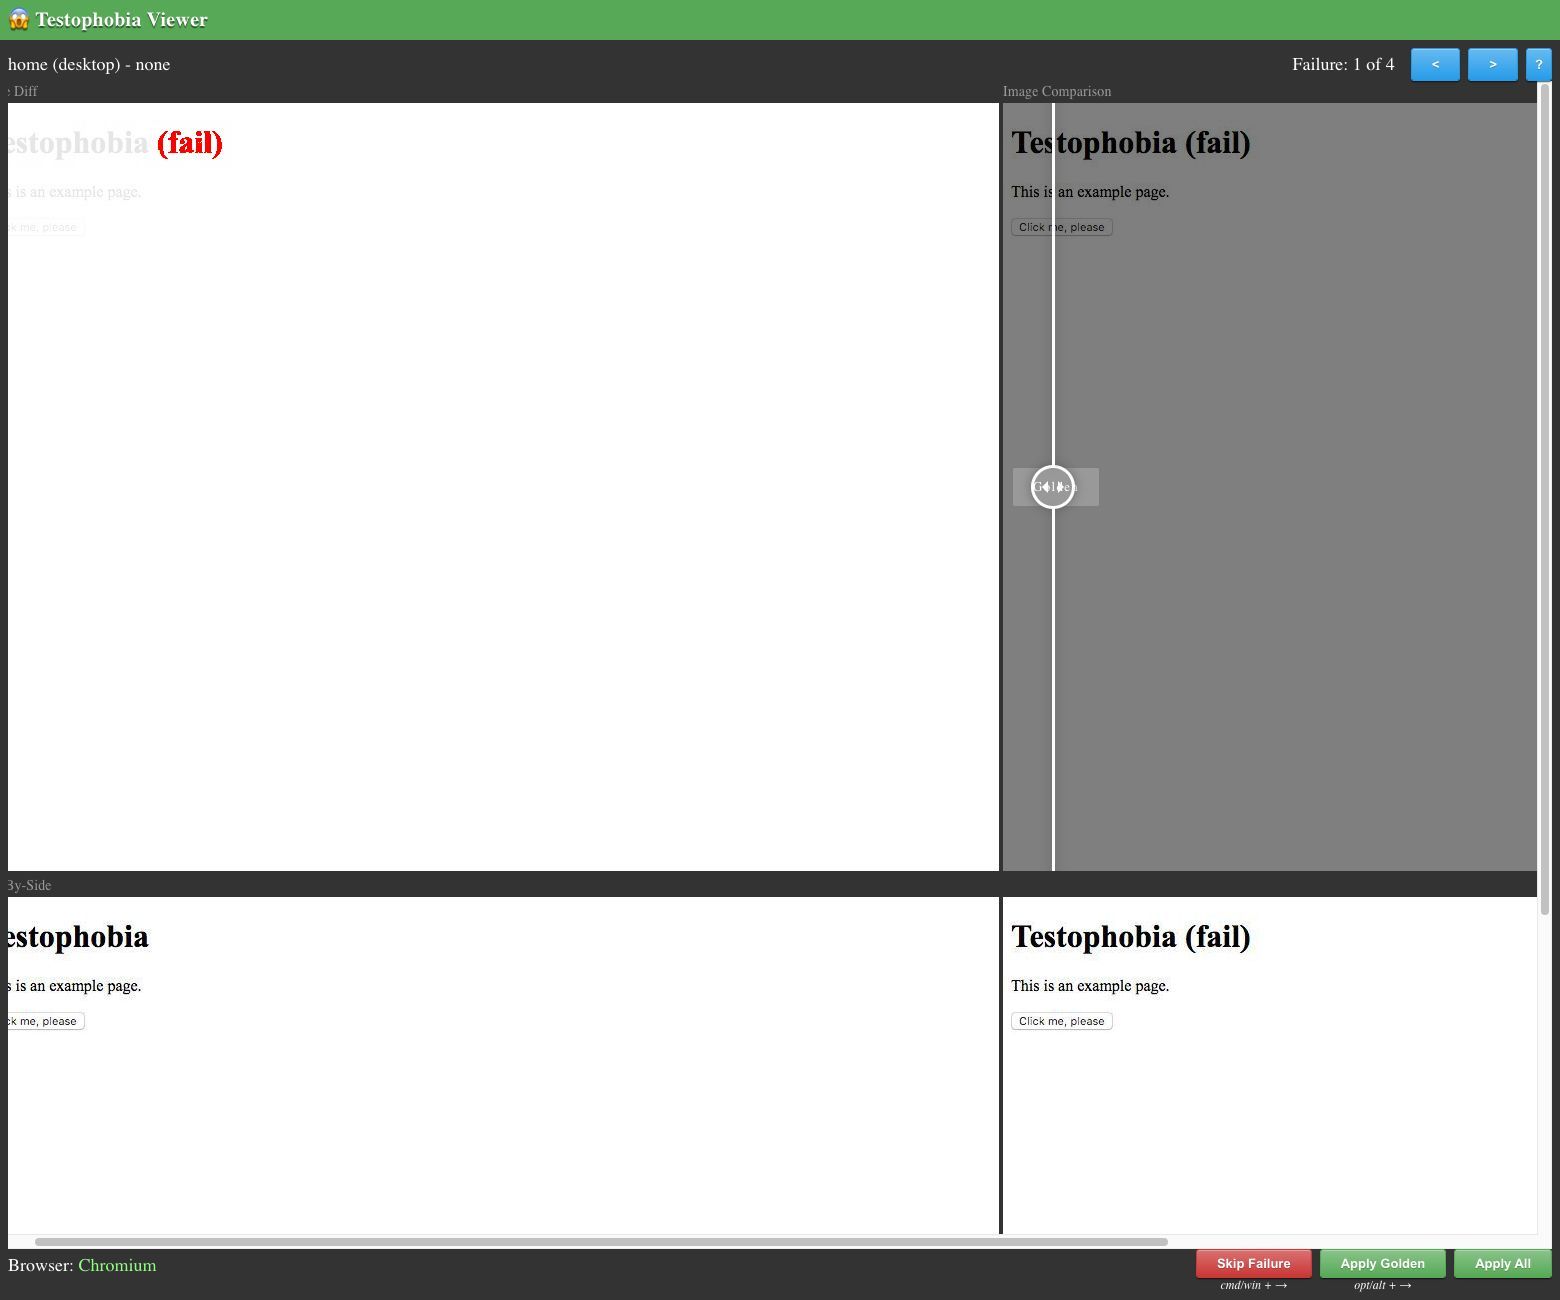 Testophobia Viewer
home (desktop) - none
Failure: 1 of 4
<
>
?
Diff
Image Comparison
estophobia (fail)
is an example page.
me, please
Testophobia (fail)
This is an example page.
Click me, please
Golden
By-Side
estophobia
is an example page.
me, please
Testophobia (fail)
This is an example page.
Click me, please
Browser: Chromium
Skip Failure
Apply Golden
Apply All
cmd/win + →
opt/alt + →